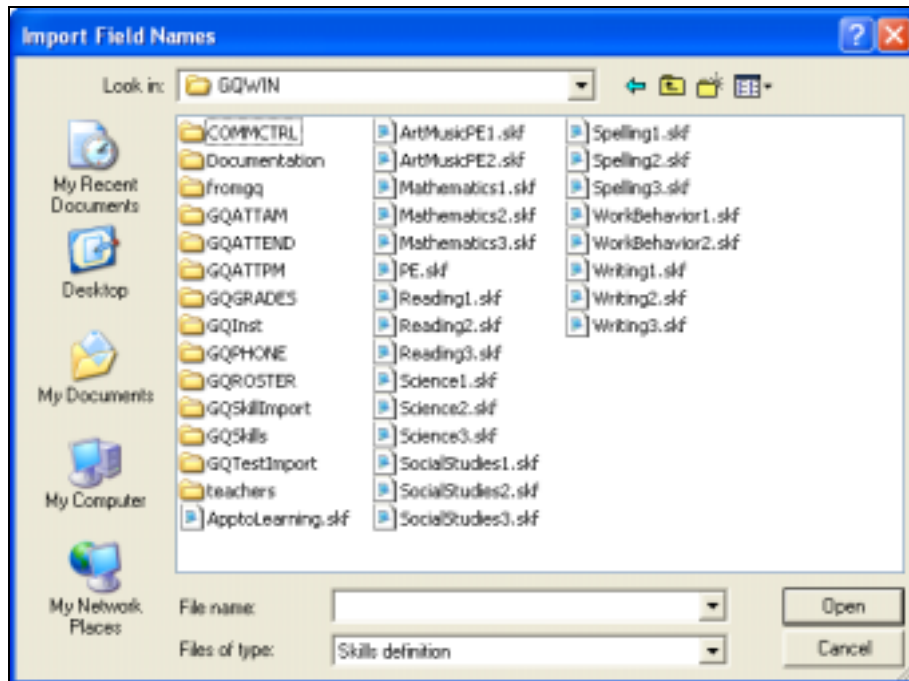 Import Field Names
Look in: GQWIN
My Recent
Documents
Desktop
My Documents
My Computer
My Network
Places
COMMCTRL
Documentation
fromgq
GQATTAM
GQATTEND
GQATTPM
GQGRADES
GQInst
GQPHONE
GQROSTER
GQSkillImport
GQSkills
GQTestImport
teachers
ApptoLearning.skf
ArtMusicPE1.skf
ArtMusicPE2.skf
Mathematics1.skf
Mathematics2.skf
Mathematics3.skf
PE.skf
Reading1.skf
Reading2.skf
Reading3.skf
Science1.skf
Science2.skf
Science3.skf
SocialStudies1.skf
SocialStudies2.skf
SocialStudies3.skf
Spelling1.skf
Spelling2.skf
Spelling3.skf
WorkBehavior1.skf
WorkBehavior2.skf
Writing1.skf
Writing2.skf
Writing3.skf
File name:
Open
Files of type: Skills definition
Cancel